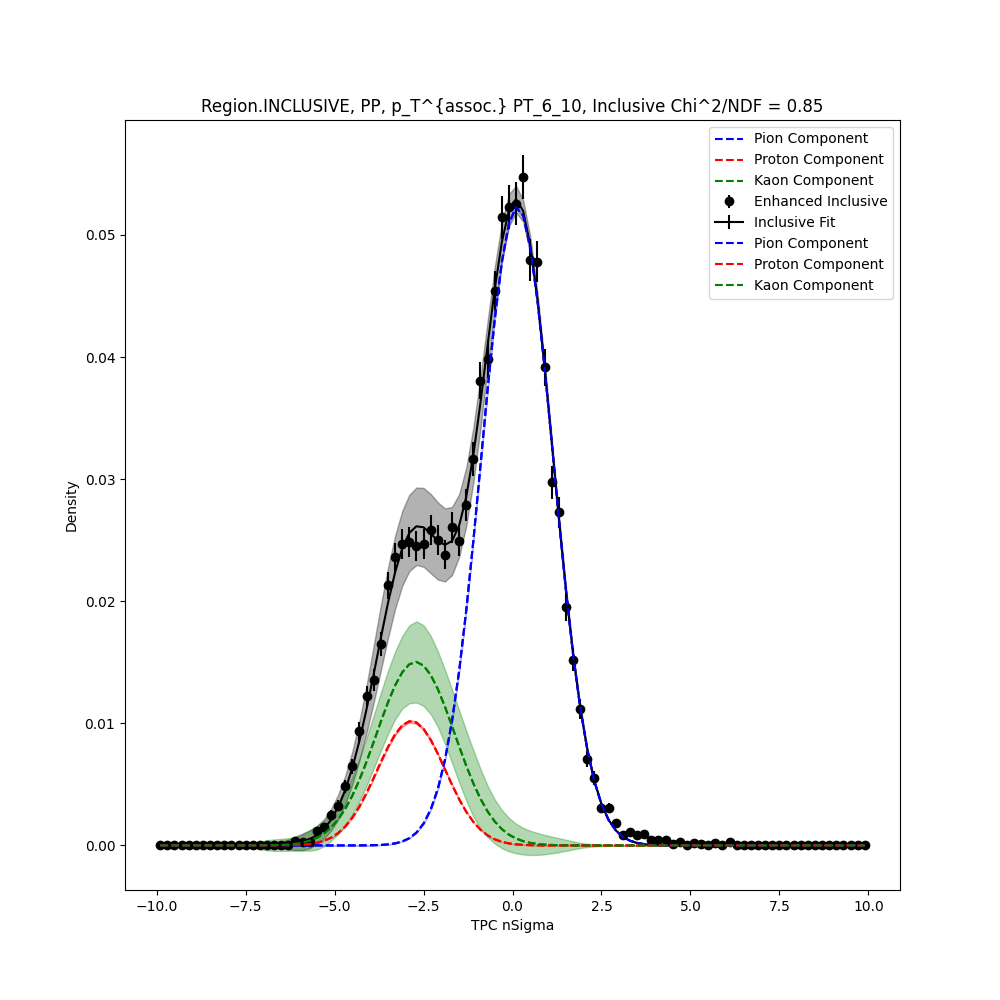 Region.INCLUSIVE, PP, p_T^{assoc.} PT_6_10, Inclusive Chi^2/NDF = 0.85
Pion Component
Proton Component
Kaon Component
Enhanced Inclusive
Inclusive Fit
Pion Component
Proton Component
Kaon Component
0.05
0.04
0.03
0.02
0.01
0.00
Density
−10.0 −7.5 −5.0 −2.5 0.0 2.5 5.0 7.5 10.0
TPC nSigma